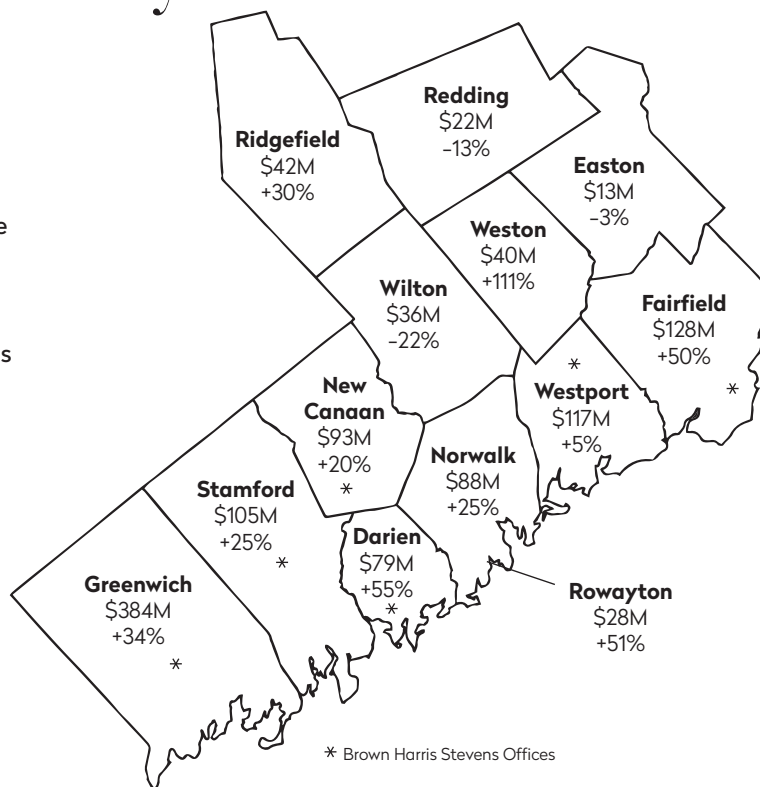 Redding
$22M
-13%
Ridgefield
$42M
+30%
Easton
$13M
-3%
e
Weston
$40M
+111%
Wilton
$36M
-22%
Fairfield
$128M
+50%
*
s
*
Westport
$117M
+5%
New
Canaan
$93M
+20%
*
Norwalk
$88M
+25%
Stamford
$105M
+25%
*
Darien
$79M
+55%
*
Greenwich
$384M
+34%
*
Rowayton
$28M
+51%
* Brown Harris Stevens Offices